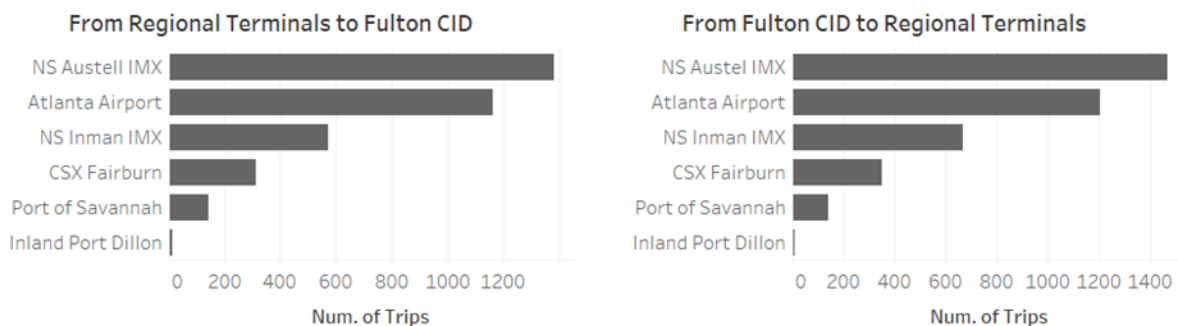 From Regional Terminals to Fulton CID
NS Austell IMX
Atlanta Airport
NS Inman IMX
CSX Fairburn
Port of Savannah
Inland Port Dillon
0 200 400 600 800 1000 1200
Num. of Trips
From Fulton CID to Regional Terminals
NS Austel IMX
Atlanta Airport
NS Inman IMX
CSX Fairburn
Port of Savannah
Inland Port Dillon
0 200 400 600 800 1000 1200 1400
Num. of Trips